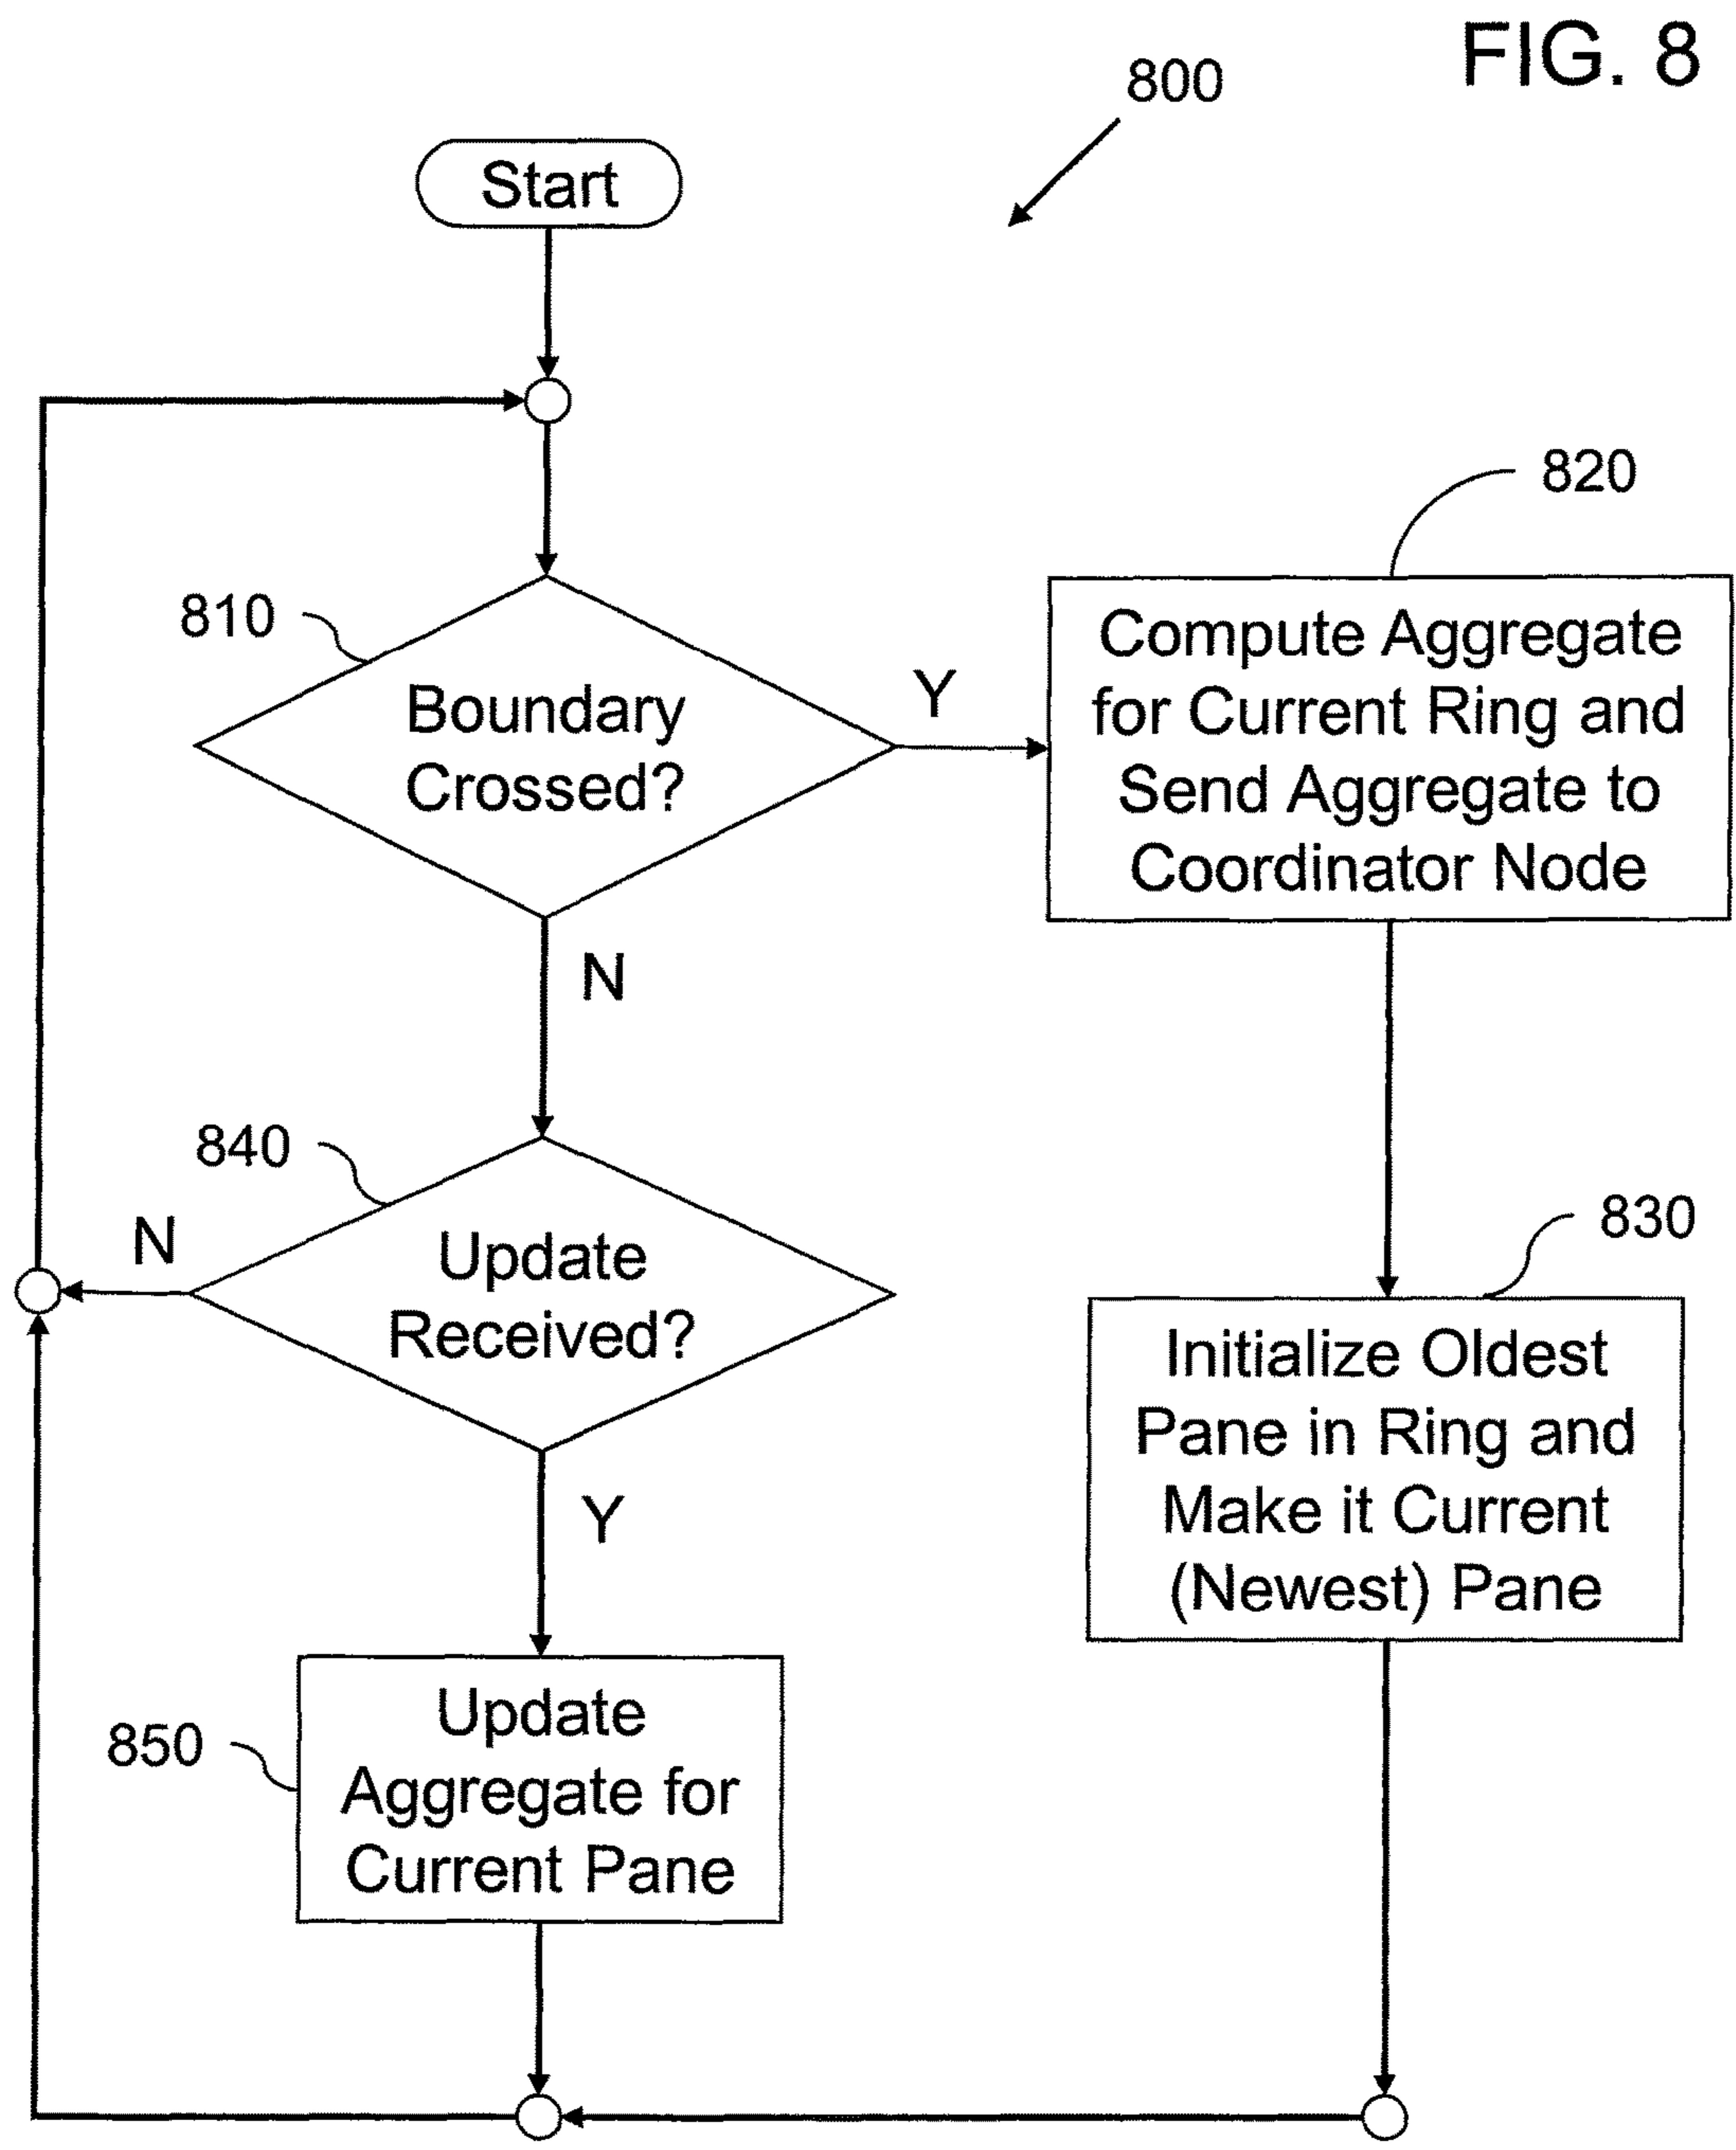 FIG. 8
800
Start
810
Boundary
Crossed?
Y
N
820
Compute Aggregate
for Current Ring and
Send Aggregate to
Coordinator Node
840
Update
Received?
N
Y
830
Initialize Oldest
Pane in Ring and
Make it Current
(Newest) Pane
850
Update
Aggregate for
Current Pane